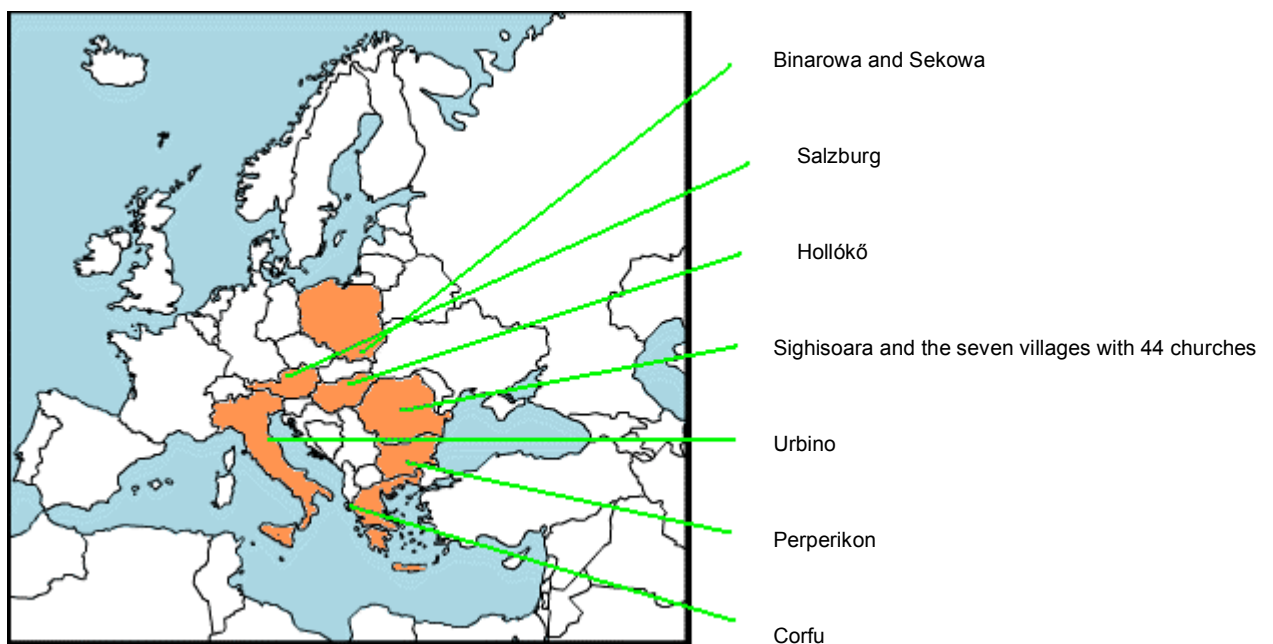 Binarowa and Sekowa
Salzburg
Hollókő
Sighisoara and the seven villages with 44 churches
Urbino
Perperikon
Corfu